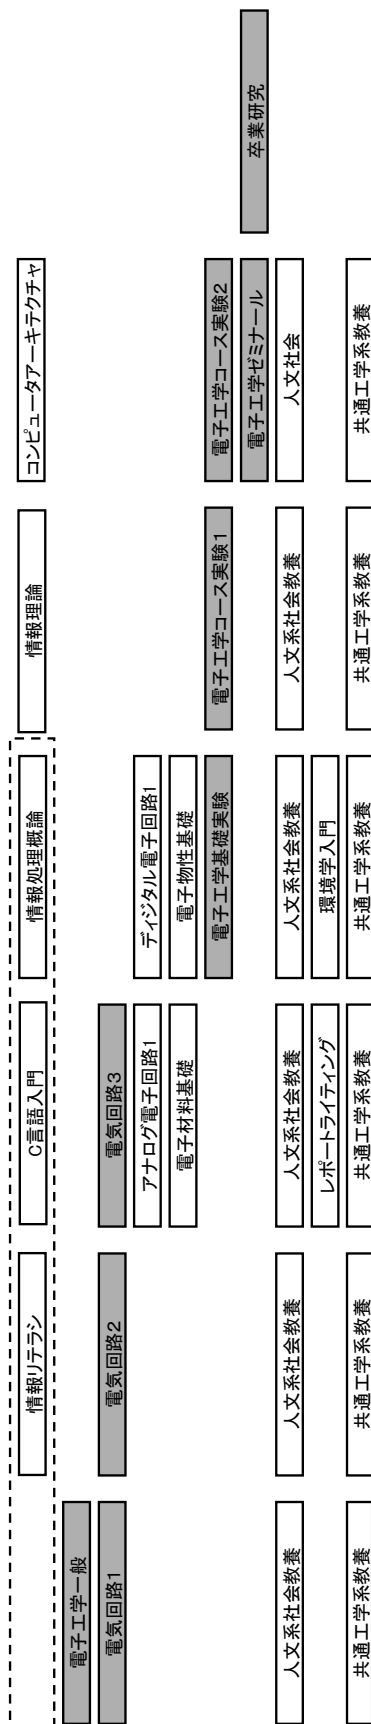 卒業研究
コンピュータアーキテクチャ
電子工学コース実験2
電子工学ゼミナール
人文社会
共通工学系教養
情報理論
電子工学コース実験1
人文系社会教養
共通工学系教養
情報処理概論
ディジタル電子回路1
電子物性基礎
電子工学基礎実験
人文系社会教養
環境学入門
共通工学系教養
C言語入門
電気回路3
アナログ電子回路1
電子材料基礎
人文系社会教養
レポートライティング
共通工学系教養
情報リテラシ
電気回路2
人文系社会教養
共通工学系教養
電子工学一般
電気回路1
人文系社会教養
共通工学系教養